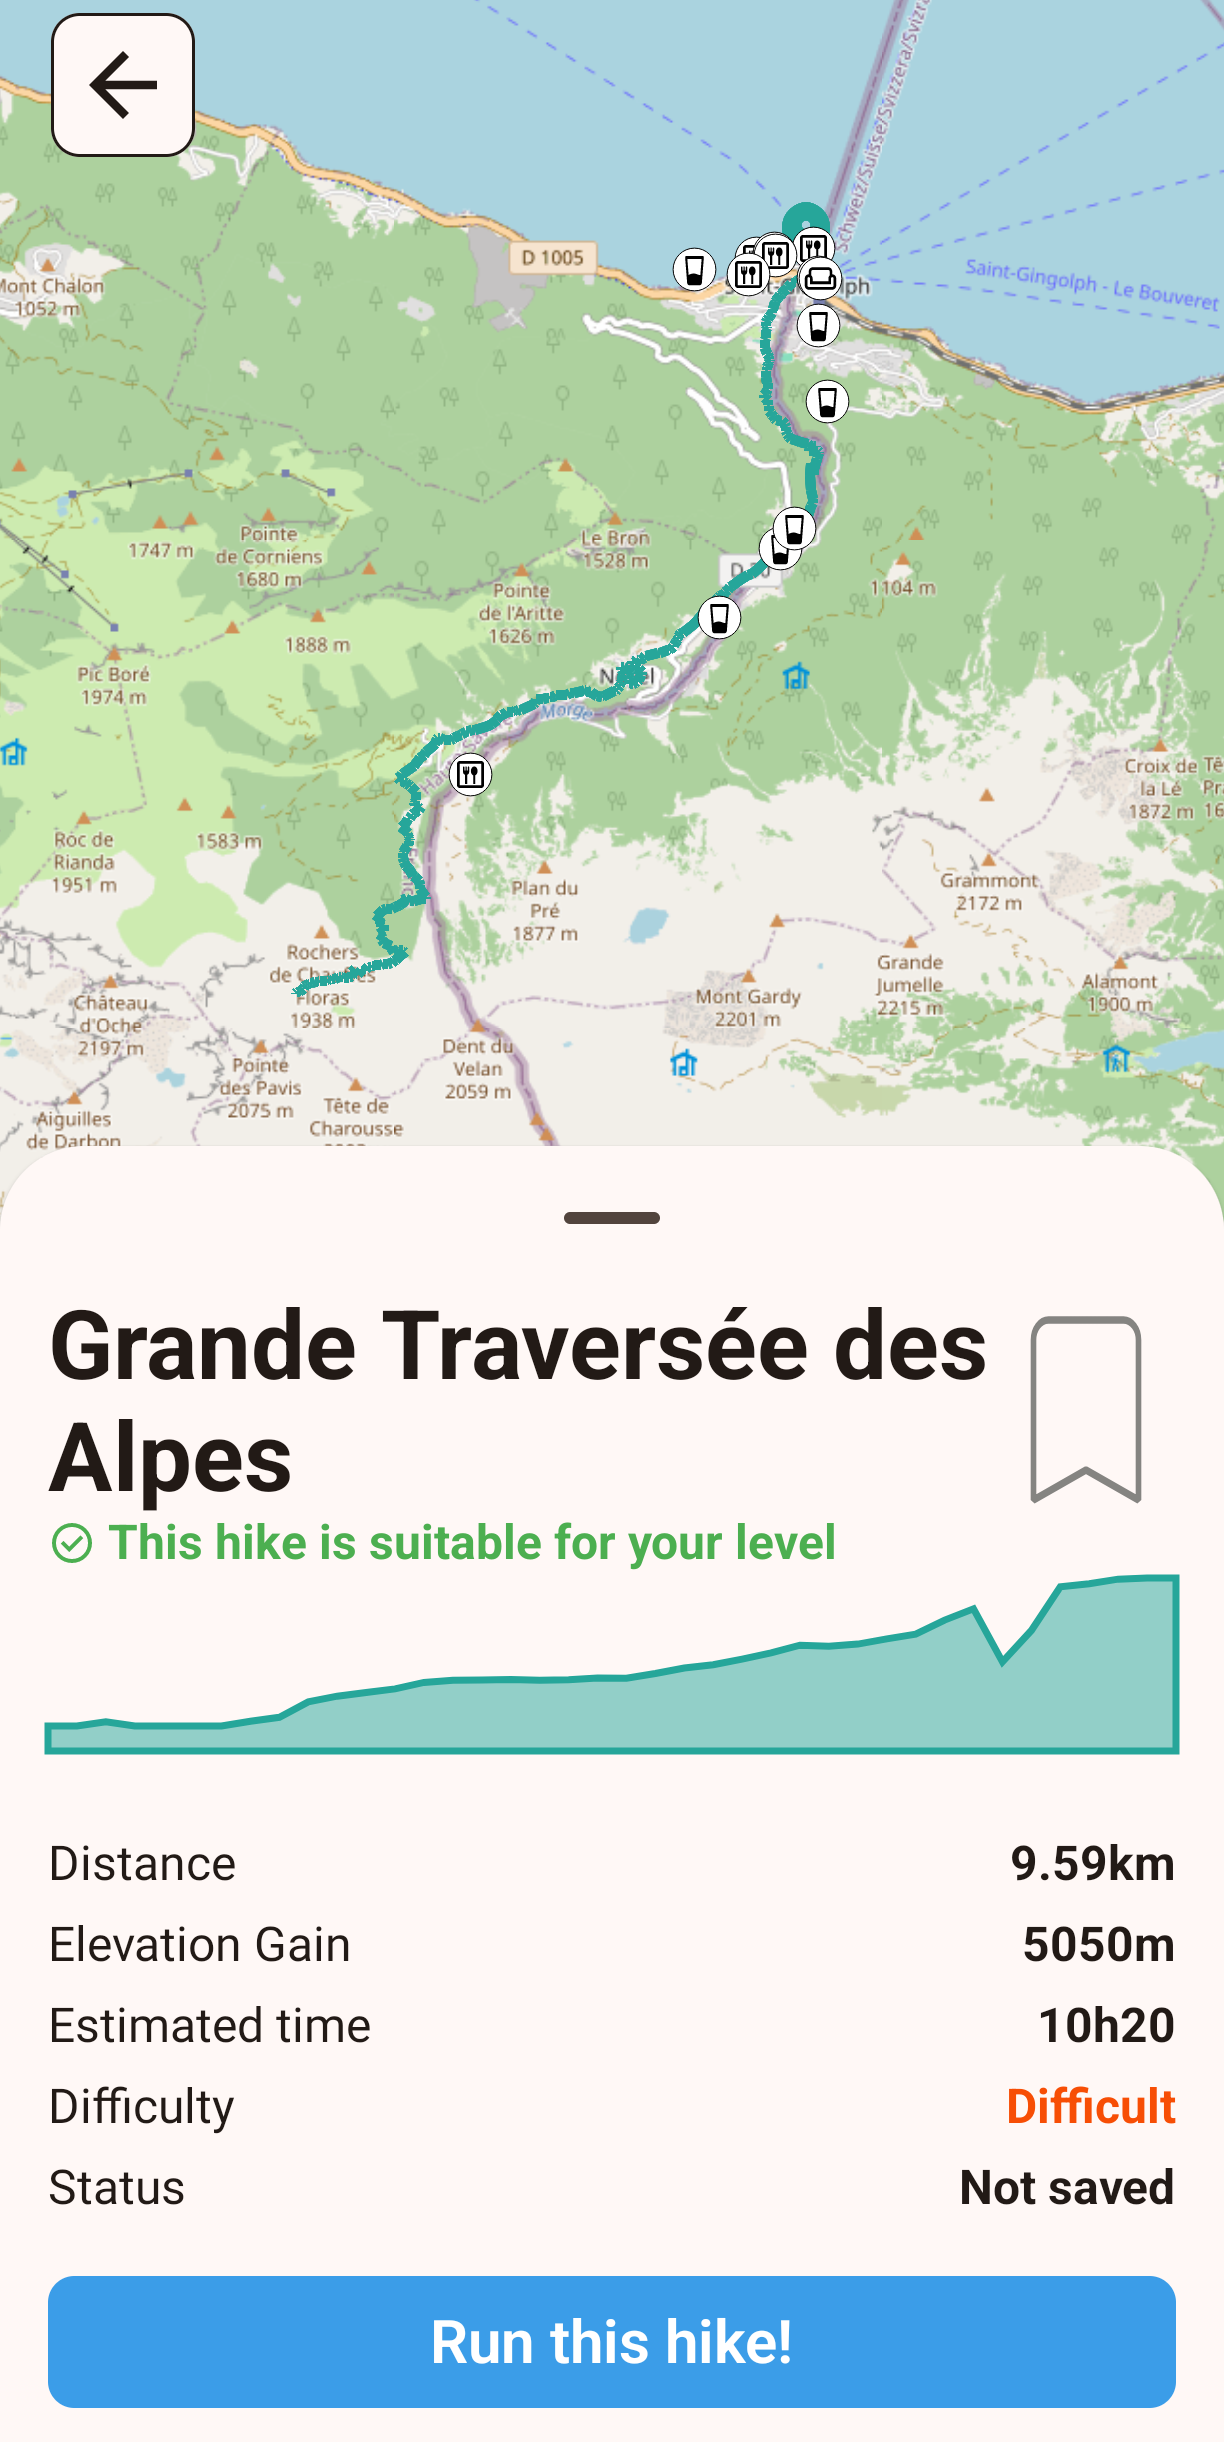 Schweiz/Suisse/Svizzera/Svizra
D 1005
Mont Chalon
1052 m
Saint-Gingolph - Le Bouveret
1747 m
Pointe
de Corniens
1680 m
Le Bron
1528 m
Pointe
de l'Aritte
1626 m
1104 m
1888 m
Pic Boré
1974 m
Morge
Croix de
la Lé
1872 m
Roc de
Rianda
1951 m
1583 m
Plan du
Pré
1877 m
Grammont
2172 m
Rochers
de Chaufles
Floras
1938 m
Château
d'Oche
2197 m
Mont Gardy
2201 m
Grande
Jumelle
2215 m
Alamont
1900 m
Pointe
des Pavis
2075 m
Dent du
Velan
2059 m
Tête de
Charousse
Aiguilles
de Darbon
Grande Traversée des
Alpes
This hike is suitable for your level
Distance 9.59km
Elevation Gain 5050m
Estimated time 10h20
Difficulty Difficult
Status Not saved
Run this hike!